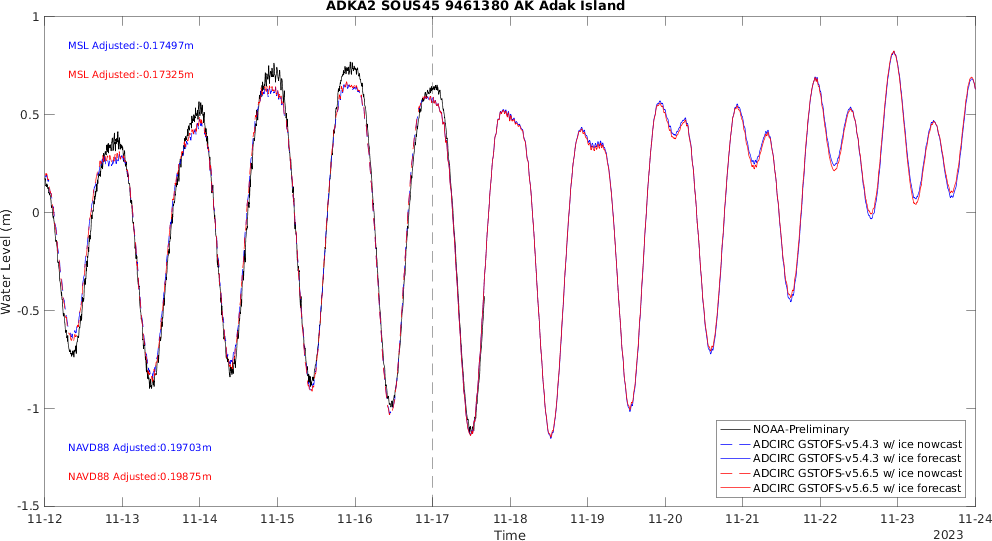 ADKA2 SOUS45 9461380 AK Adak Island
MSL Adjusted:-0.17497m
MSL Adjusted:-0.17325m
NAVD88 Adjusted:0.19703m
NAVD88 Adjusted:0.19875m
Water Level (m)
1
0.5
0
-0.5
-1
-1.5
NOAA-Preliminary
ADCIRC GSTOFS-v5.4.3 w/ ice nowcast
ADCIRC GSTOFS-v5.4.3 w/ ice forecast
ADCIRC GSTOFS-v5.6.5 w/ ice nowcast
ADCIRC GSTOFS-v5.6.5 w/ ice forecast
11-12 11-13 11-14 11-15 11-16 11-17 11-18 11-19 11-20 11-21 11-22 11-23 11-24
Time
2023